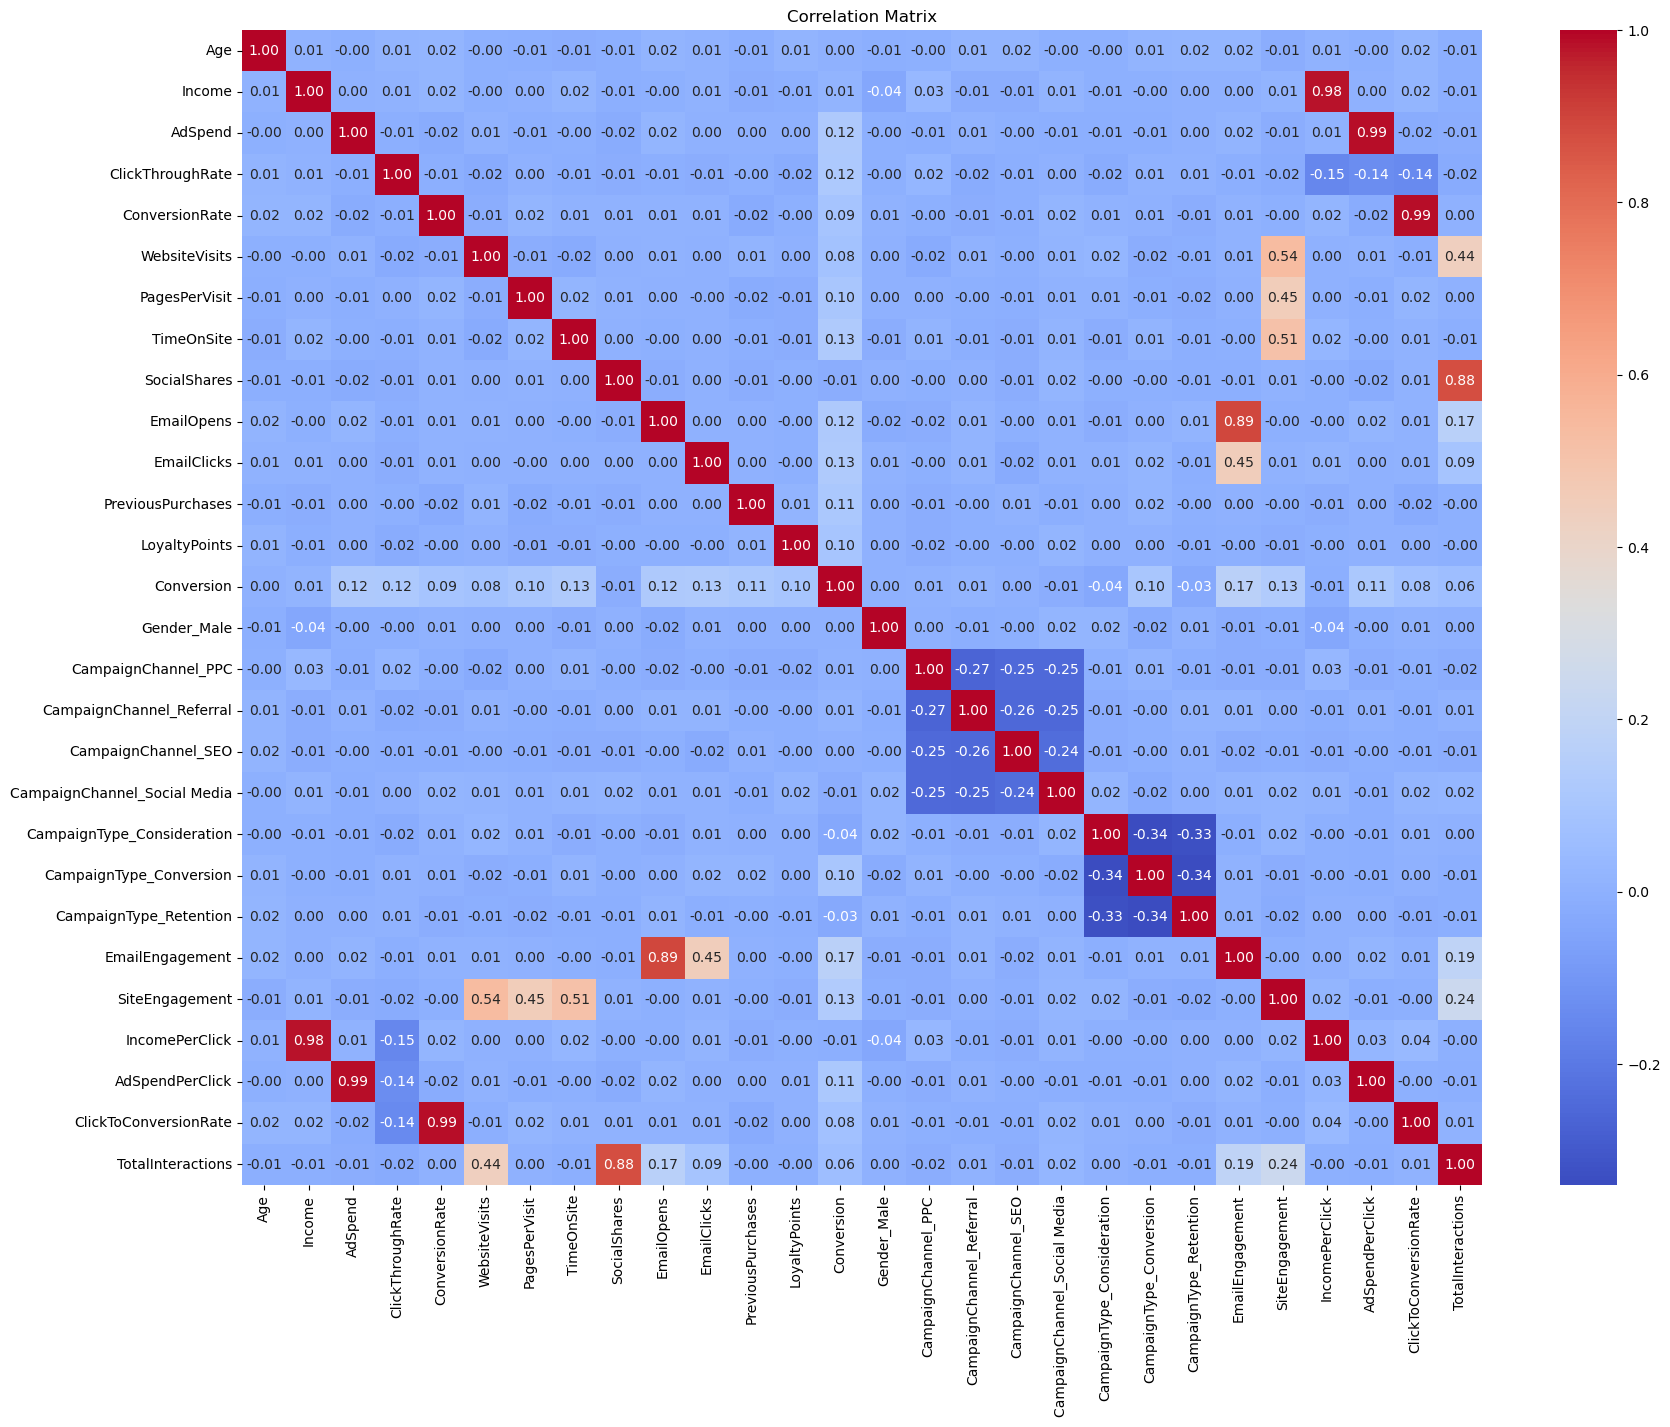 Correlation Matrix
Age 1.00 0.01 -0.00 0.01 0.02 -0.00 -0.01 -0.01 -0.01 0.02 0.01 -0.01 0.01 0.00 -0.01 -0.00 0.01 0.02 -0.00 -0.00 0.01 0.02 0.02 -0.01 0.01 -0.00 0.02 -0.01
Income 0.01 1.00 0.00 0.01 0.02 -0.00 0.00 0.02 -0.01 -0.00 0.01 -0.01 -0.01 0.01 -0.04 0.03 -0.01 -0.01 0.01 -0.01 -0.00 0.00 0.00 0.01 0.98 0.00 0.02 -0.01
AdSpend -0.00 0.00 1.00 -0.01 -0.02 0.01 -0.01 -0.00 -0.02 0.02 0.00 0.00 0.00 0.12 -0.00 -0.01 0.01 -0.00 -0.01 -0.01 -0.01 0.00 0.02 -0.01 0.01 0.99 -0.02 -0.01
ClickThroughRate 0.01 0.01 -0.01 1.00 -0.01 -0.02 0.00 -0.01 -0.01 -0.01 -0.01 -0.00 -0.02 0.12 -0.00 0.02 -0.02 -0.01 0.00 -0.02 0.01 0.01 -0.01 -0.02 -0.15 -0.14 -0.14 -0.02
ConversionRate 0.02 0.02 -0.02 -0.01 1.00 -0.01 0.02 0.01 0.01 0.01 0.01 -0.02 -0.00 0.09 0.01 -0.00 -0.01 -0.01 0.02 0.01 0.01 -0.01 0.01 -0.00 0.02 -0.02 0.99 0.00
WebsiteVisits -0.00 -0.00 0.01 -0.02 -0.01 1.00 -0.01 -0.02 0.00 0.01 0.00 0.01 0.00 0.08 0.00 -0.02 0.01 -0.00 0.01 0.02 -0.02 -0.01 0.01 0.54 0.00 0.01 -0.01 0.44
PagesPerVisit -0.01 0.00 -0.01 0.00 0.02 -0.01 1.00 0.02 0.01 0.00 -0.00 -0.02 -0.01 0.10 0.00 0.00 -0.00 -0.01 0.01 0.01 -0.01 -0.02 0.00 0.45 0.00 -0.01 0.02 0.00
TimeOnSite -0.01 0.02 -0.00 -0.01 0.01 -0.02 0.02 1.00 0.00 -0.00 0.00 -0.01 -0.01 0.13 -0.01 0.01 -0.01 -0.01 0.01 -0.01 0.01 -0.01 -0.00 0.51 0.02 -0.00 0.01 -0.01
SocialShares -0.01 -0.01 -0.02 -0.01 0.01 0.00 0.01 0.00 1.00 -0.01 0.00 -0.01 -0.00 -0.01 0.00 -0.00 0.00 -0.01 0.02 -0.00 -0.00 -0.01 -0.01 0.01 -0.00 -0.02 0.01 0.88
EmailOpens 0.02 -0.00 0.02 -0.01 0.01 0.01 0.00 -0.00 -0.01 1.00 0.00 0.00 -0.00 0.12 -0.02 -0.02 0.01 -0.00 0.01 -0.01 0.00 0.01 0.89 -0.00 -0.00 0.02 0.01 0.17
EmailClicks 0.01 0.01 0.00 -0.01 0.01 0.00 -0.00 0.00 0.00 0.00 1.00 0.00 -0.00 0.13 0.01 -0.00 0.01 -0.02 0.01 0.01 0.02 -0.01 0.45 0.01 0.01 0.00 0.01 0.09
PreviousPurchases -0.01 -0.01 0.00 -0.00 -0.02 0.01 -0.02 -0.01 -0.01 0.00 0.00 1.00 0.01 0.11 0.00 -0.01 -0.00 0.01 -0.01 0.00 0.02 -0.00 0.00 -0.00 -0.01 0.00 -0.02 -0.00
LoyaltyPoints 0.01 -0.01 0.00 -0.02 -0.00 0.00 -0.01 -0.01 -0.00 -0.00 -0.00 0.01 1.00 0.10 0.00 -0.02 -0.00 -0.00 0.02 0.00 0.00 -0.01 -0.00 -0.01 -0.00 0.01 0.00 -0.00
Conversion 0.00 0.01 0.12 0.12 0.09 0.08 0.10 0.13 -0.01 0.12 0.13 0.11 0.10 1.00 0.00 0.01 0.01 0.00 -0.01 -0.04 0.10 -0.03 0.17 0.13 -0.01 0.11 0.08 0.06
Gender_Male -0.01 -0.04 -0.00 -0.00 0.01 0.00 0.00 -0.01 0.00 -0.02 0.01 0.00 0.00 0.00 1.00 0.00 -0.01 -0.00 0.02 0.02 -0.02 0.01 -0.01 -0.01 -0.04 -0.00 0.01 0.00
CampaignChannel_PPC -0.00 0.03 -0.01 0.02 -0.00 -0.02 0.00 0.01 -0.00 -0.02 -0.00 -0.01 -0.02 0.01 0.00 1.00 -0.27 -0.25 -0.25 -0.01 0.01 -0.01 -0.01 -0.01 0.03 -0.01 -0.01 -0.02
CampaignChannel_Referral 0.01 -0.01 0.01 -0.02 -0.01 0.01 -0.00 -0.01 0.00 0.01 0.01 -0.00 -0.00 0.01 -0.01 -0.27 1.00 -0.26 -0.25 -0.01 -0.00 0.01 0.01 0.00 -0.01 0.01 -0.01 0.01
CampaignChannel_SEO 0.02 -0.01 -0.00 -0.01 -0.01 -0.00 -0.01 -0.01 -0.01 -0.00 -0.02 0.01 -0.00 0.00 -0.00 -0.25 -0.26 1.00 -0.24 -0.01 -0.00 0.01 -0.02 -0.01 -0.01 -0.00 -0.01 -0.01
CampaignChannel_Social Media -0.00 0.01 -0.01 0.00 0.02 0.01 0.01 0.01 0.02 0.01 0.01 -0.01 0.02 -0.01 0.02 -0.25 -0.25 -0.24 1.00 0.02 -0.02 0.00 0.01 0.02 0.01 -0.01 0.02 0.02
CampaignType_Consideration -0.00 -0.01 -0.01 -0.02 0.01 0.02 0.01 -0.01 -0.00 -0.01 0.01 0.00 0.00 -0.04 0.02 -0.01 -0.01 -0.01 0.02 1.00 -0.34 -0.33 -0.01 0.02 -0.00 -0.01 0.01 0.00
CampaignType_Conversion 0.01 -0.00 -0.01 0.01 0.01 -0.02 -0.01 0.01 -0.00 0.00 0.02 0.02 0.00 0.10 -0.02 0.01 -0.00 -0.00 -0.02 -0.34 1.00 -0.34 0.01 -0.01 -0.00 -0.01 0.00 -0.01
CampaignType_Retention 0.02 0.00 0.00 0.01 -0.01 -0.01 -0.02 -0.01 -0.01 0.01 -0.01 -0.00 -0.01 -0.03 0.01 -0.01 0.01 0.01 0.00 -0.33 -0.34 1.00 0.01 -0.02 0.00 0.00 -0.01 -0.01
EmailEngagement 0.02 0.00 0.02 -0.01 0.01 0.01 0.00 -0.00 -0.01 0.89 0.45 0.00 -0.00 0.17 -0.01 -0.01 0.01 -0.02 0.01 -0.01 0.01 0.01 1.00 -0.00 0.00 0.02 0.01 0.19
SiteEngagement -0.01 0.01 -0.01 -0.02 -0.00 0.54 0.45 0.51 0.01 -0.00 0.01 -0.00 -0.01 0.13 -0.01 -0.01 0.00 -0.01 0.02 0.02 -0.01 -0.02 -0.00 1.00 0.02 -0.01 -0.00 0.24
IncomePerClick 0.01 0.98 0.01 -0.15 0.02 0.00 0.00 0.02 -0.00 -0.00 0.01 -0.01 -0.00 -0.01 -0.04 0.03 -0.01 -0.01 0.01 -0.00 -0.00 0.00 0.00 0.02 1.00 0.03 0.04 -0.00
AdSpendPerClick -0.00 0.00 0.99 -0.14 -0.02 0.01 -0.01 -0.00 -0.02 0.02 0.00 0.00 0.01 0.11 -0.00 -0.01 0.01 -0.00 -0.01 -0.01 -0.01 0.00 0.02 -0.01 0.03 1.00 -0.00 -0.01
ClickToConversionRate 0.02 0.02 -0.02 -0.14 0.99 -0.01 0.02 0.01 0.01 0.01 0.01 -0.02 0.00 0.08 0.01 -0.01 -0.01 -0.01 0.02 0.01 0.00 -0.01 0.01 -0.00 0.04 -0.00 1.00 0.01
TotalInteractions -0.01 -0.01 -0.01 -0.02 0.00 0.44 0.00 -0.01 0.88 0.17 0.09 -0.00 -0.00 0.06 0.00 -0.02 0.01 -0.01 0.02 0.00 -0.01 -0.01 0.19 0.24 -0.00 -0.01 0.01 1.00
Age
Income
AdSpend
ClickThroughRate
ConversionRate
WebsiteVisits
PagesPerVisit
TimeOnSite
SocialShares
EmailOpens
EmailClicks
PreviousPurchases
LoyaltyPoints
Conversion
Gender_Male
CampaignChannel_PPC
CampaignChannel_Referral
CampaignChannel_SEO
CampaignChannel_Social Media
CampaignType_Consideration
CampaignType_Conversion
CampaignType_Retention
EmailEngagement
SiteEngagement
IncomePerClick
AdSpendPerClick
ClickToConversionRate
TotalInteractions
1.0
0.8
0.6
0.4
0.2
0.0
−0.2